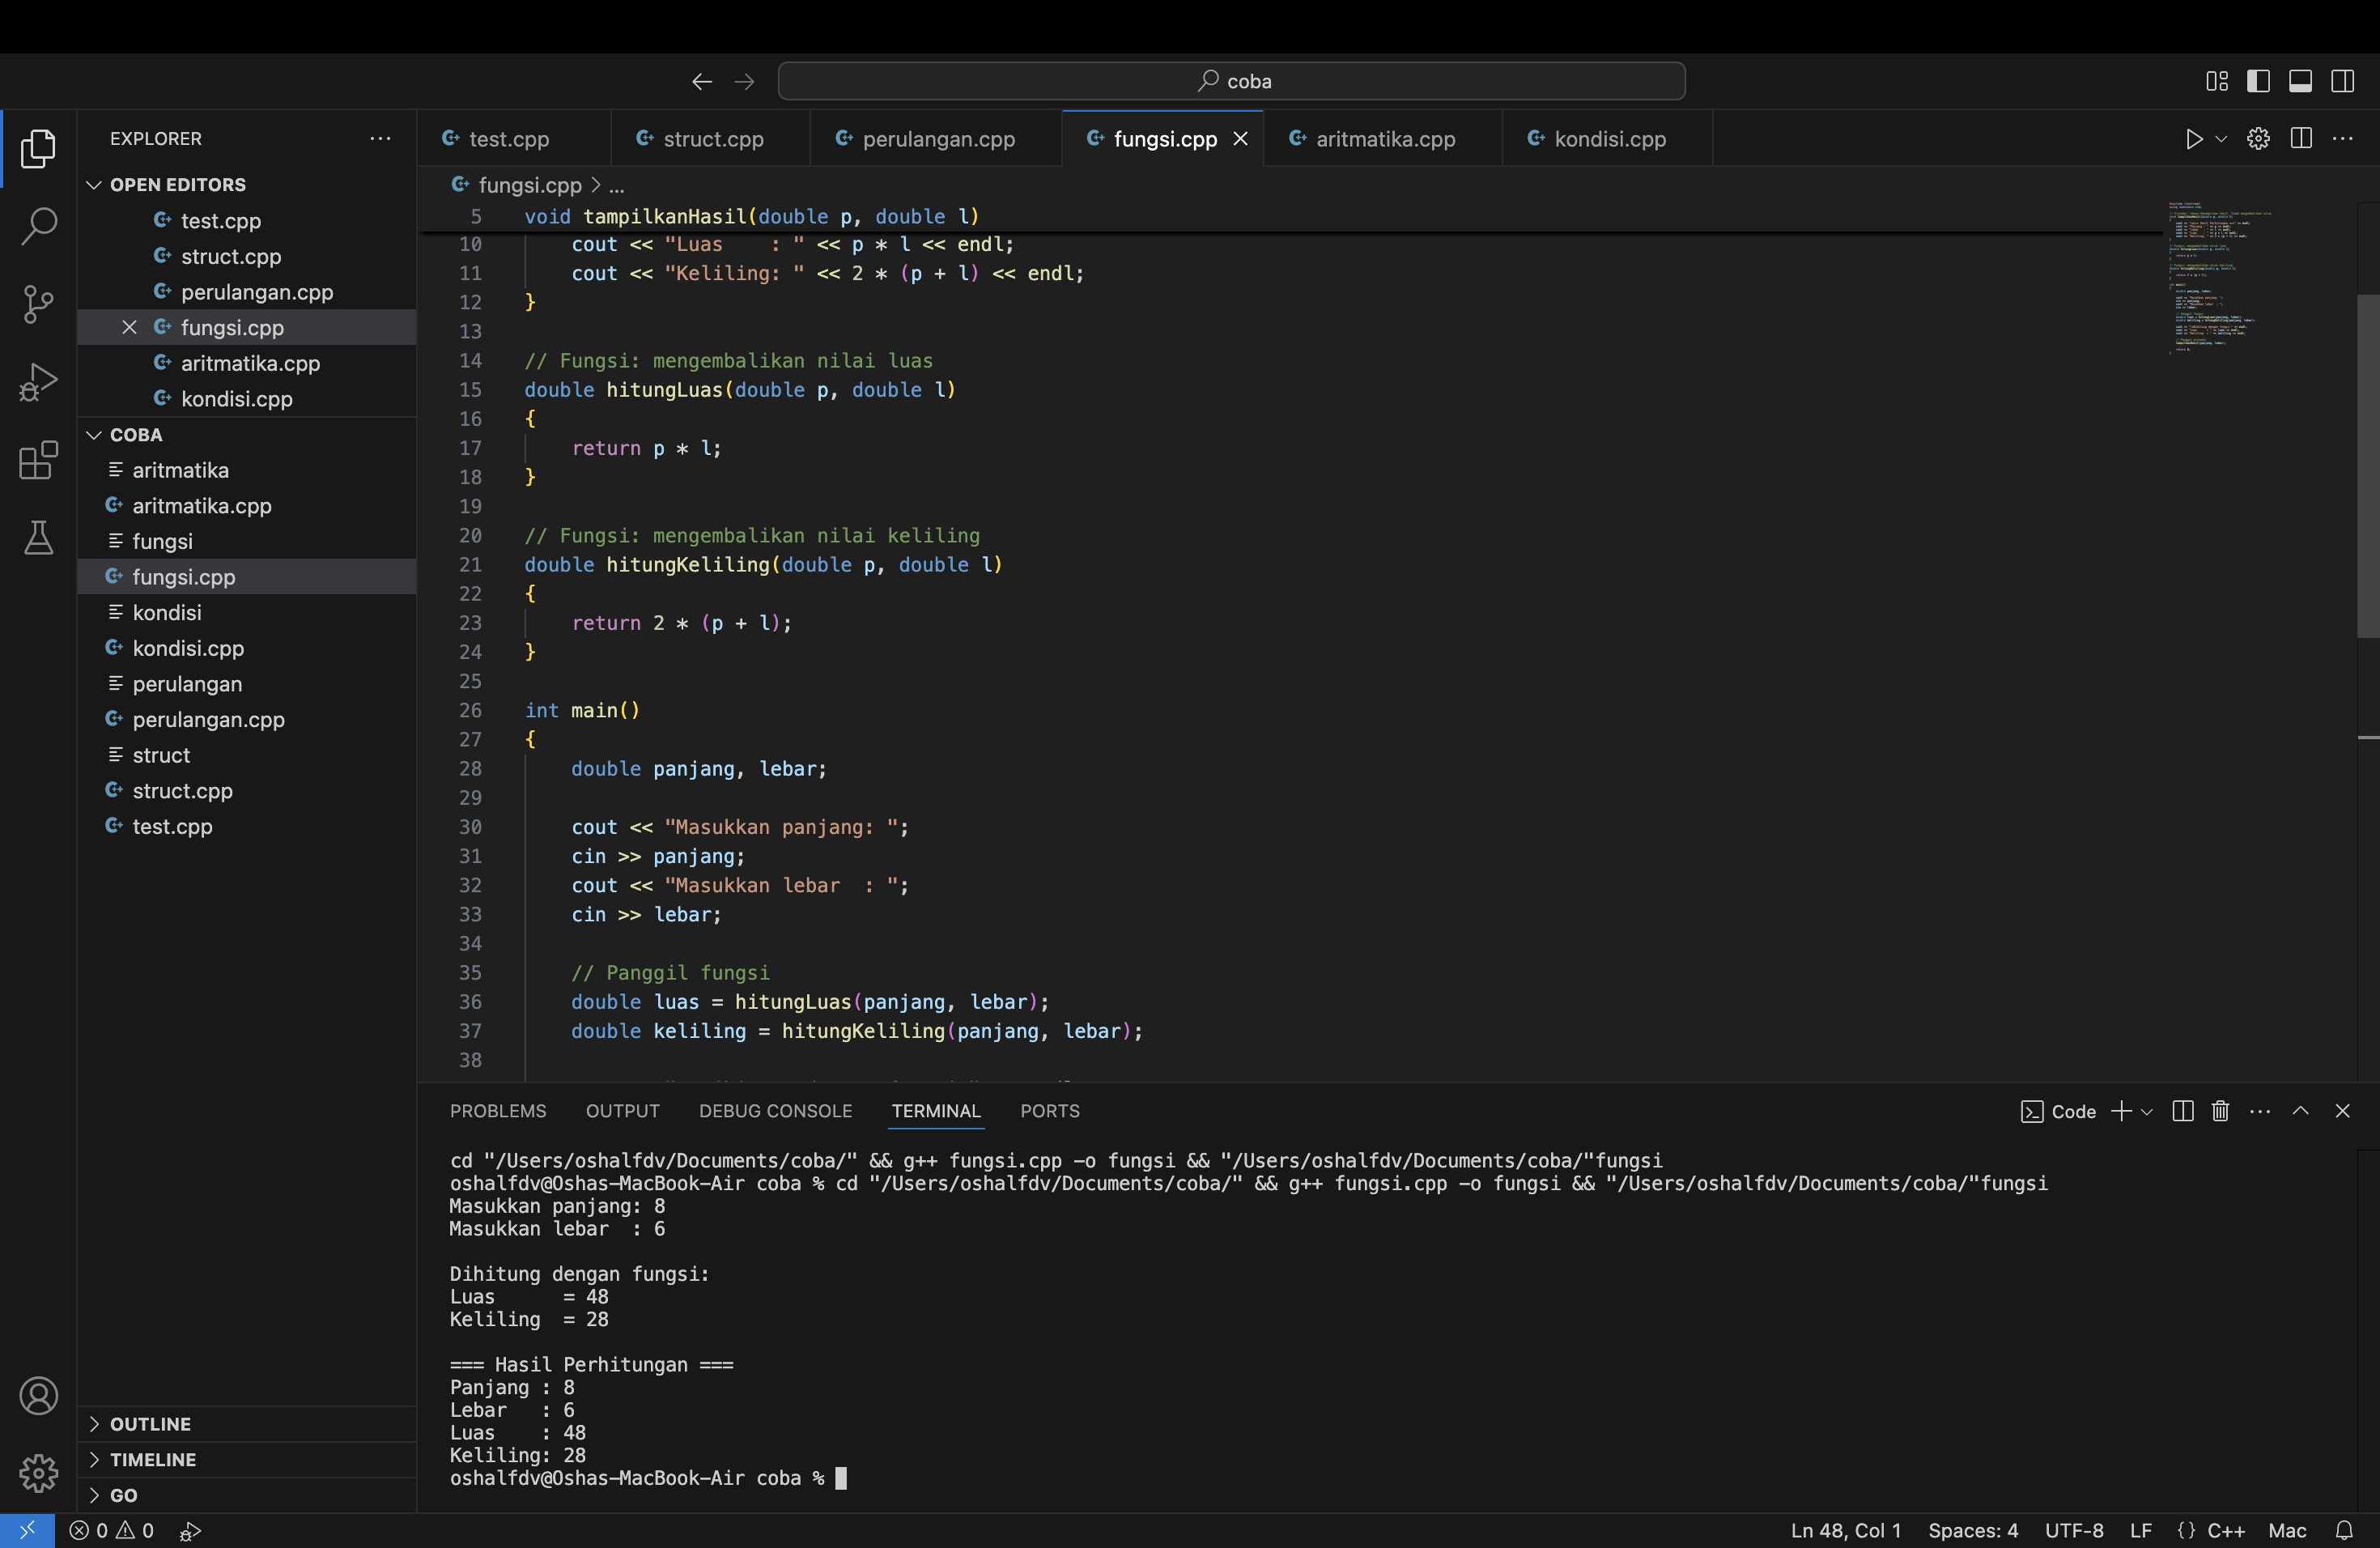 coba
EXPLORER
OPEN EDITORS
test.cpp
struct.cpp
perulangan.cpp
fungsi.cpp
aritmatika.cpp
kondisi.cpp
COBA
aritmatika
aritmatika.cpp
fungsi
fungsi.cpp
kondisi
kondisi.cpp
perulangan
perulangan.cpp
struct
struct.cpp
test.cpp
OUTLINE
TIMELINE
GO
test.cpp struct.cpp perulangan.cpp fungsi.cpp aritmatika.cpp kondisi.cpp
fungsi.cpp > ...
5 void tampilkanHasil(double p, double l)
10 cout << "Luas    : " << p * l << endl;
11 cout << "Keliling: " << 2 * (p + l) << endl;
12 }
13
14 // Fungsi: mengembalikan nilai luas
15 double hitungLuas(double p, double l)
16 {
17 return p * l;
18 }
19
20 // Fungsi: mengembalikan nilai keliling
21 double hitungKeliling(double p, double l)
22 {
23 return 2 * (p + l);
24 }
25
26 int main()
27 {
28 double panjang, lebar;
29
30 cout << "Masukkan panjang: ";
31 cin >> panjang;
32 cout << "Masukkan lebar  : ";
33 cin >> lebar;
34
35 // Panggil fungsi
36 double luas = hitungLuas(panjang, lebar);
37 double keliling = hitungKeliling(panjang, lebar);
38
PROBLEMS OUTPUT DEBUG CONSOLE TERMINAL PORTS
Code
cd "/Users/oshalfdv/Documents/coba/" && g++ fungsi.cpp -o fungsi && "/Users/oshalfdv/Documents/coba/"fungsi
oshalfdv@Oshas-MacBook-Air coba % cd "/Users/oshalfdv/Documents/coba/" && g++ fungsi.cpp -o fungsi && "/Users/oshalfdv/Documents/coba/"fungsi
Masukkan panjang: 8
Masukkan lebar  : 6
Dihitung dengan fungsi:
Luas      = 48
Keliling  = 28
=== Hasil Perhitungan ===
Panjang : 8
Lebar   : 6
Luas    : 48
Keliling: 28
oshalfdv@Oshas-MacBook-Air coba %
0 0
Ln 48, Col 1 Spaces: 4 UTF-8 LF {} C++ Mac